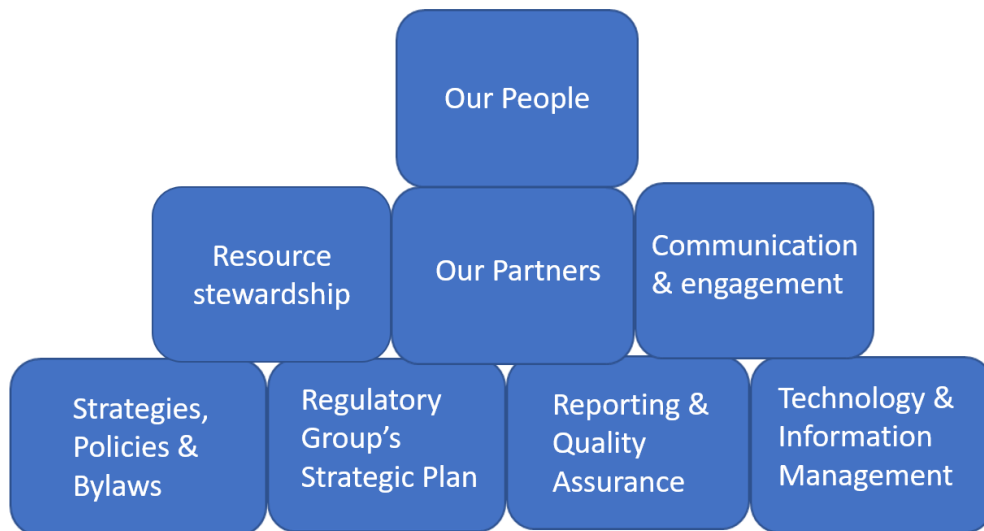 Our People
Resource
stewardship
Our Partners
Communication
& engagement
Strategies,
Policies &
Bylaws
Regulatory
Group’s
Strategic Plan
Reporting &
Quality
Assurance
Technology &
Information
Management